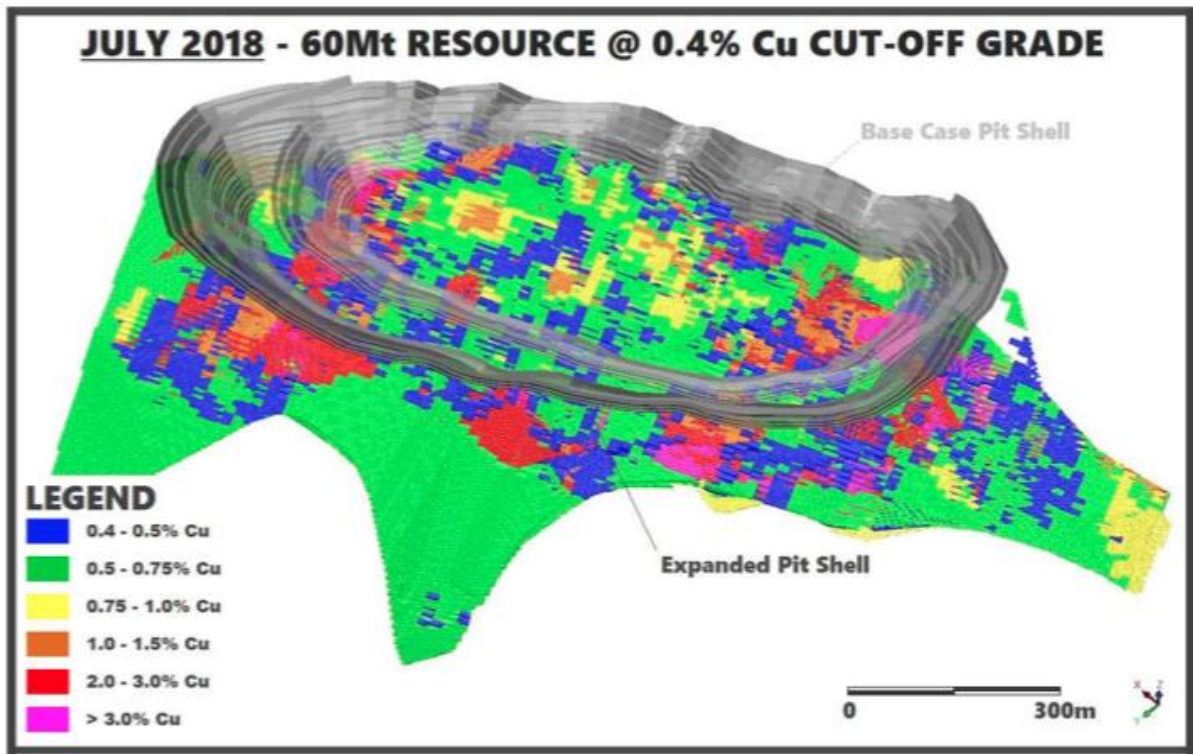 JULY 2018 - 60Mt RESOURCE @ 0.4% Cu CUT-OFF GRADE
Base Case Pit Shell
LEGEND
0.4 - 0.5% Cu
0.5 - 0.75% Cu
0.75 - 1.0% Cu
1.0 - 1.5% Cu
2.0 - 3.0% Cu
> 3.0% Cu
Expanded Pit Shell
0 300m
X Z
Y